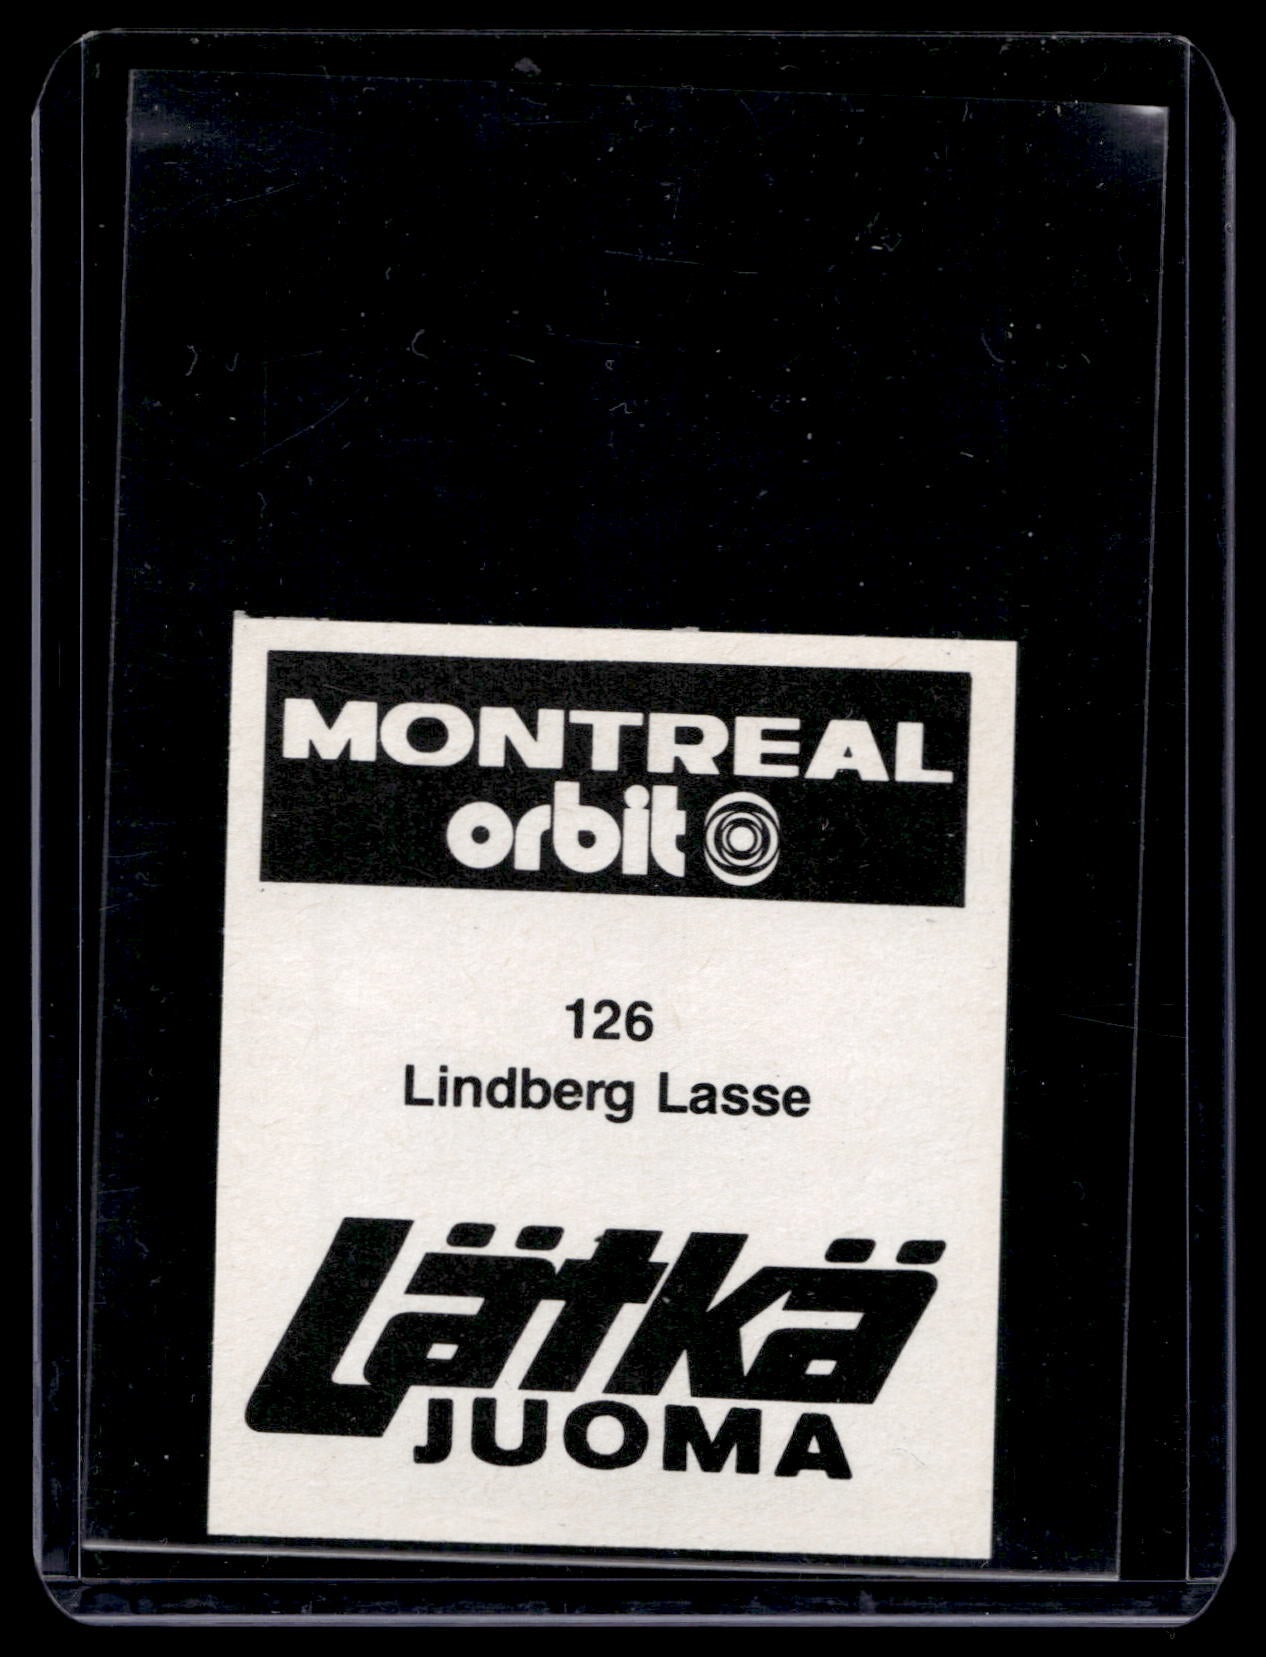 MONTREAL
orbit
126
Lindberg Lasse
Lätkä
JUOMA